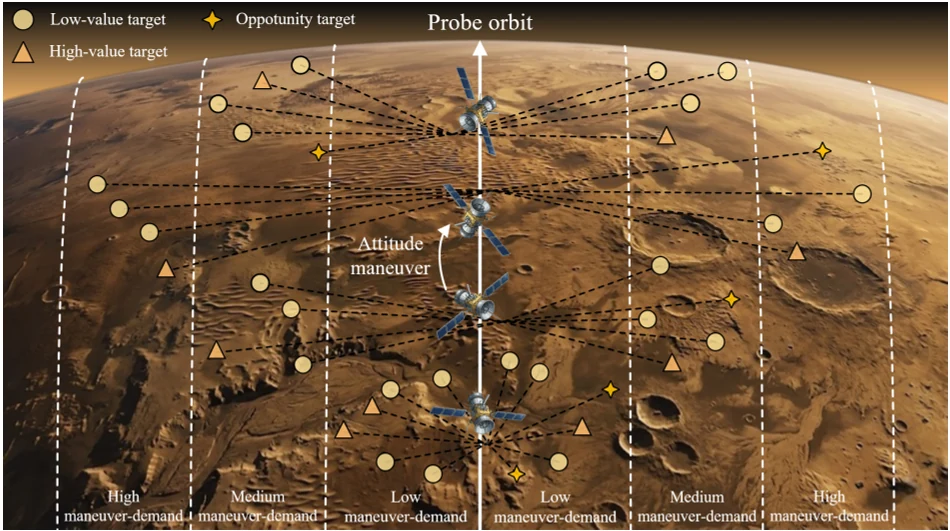 Low-value target
Oppotunity target
High-value target
Probe orbit
Attitude
maneuver
High
maneuver-demand
Medium
maneuver-demand
Low
maneuver-demand
Low
maneuver-demand
Medium
maneuver-demand
High
maneuver-demand